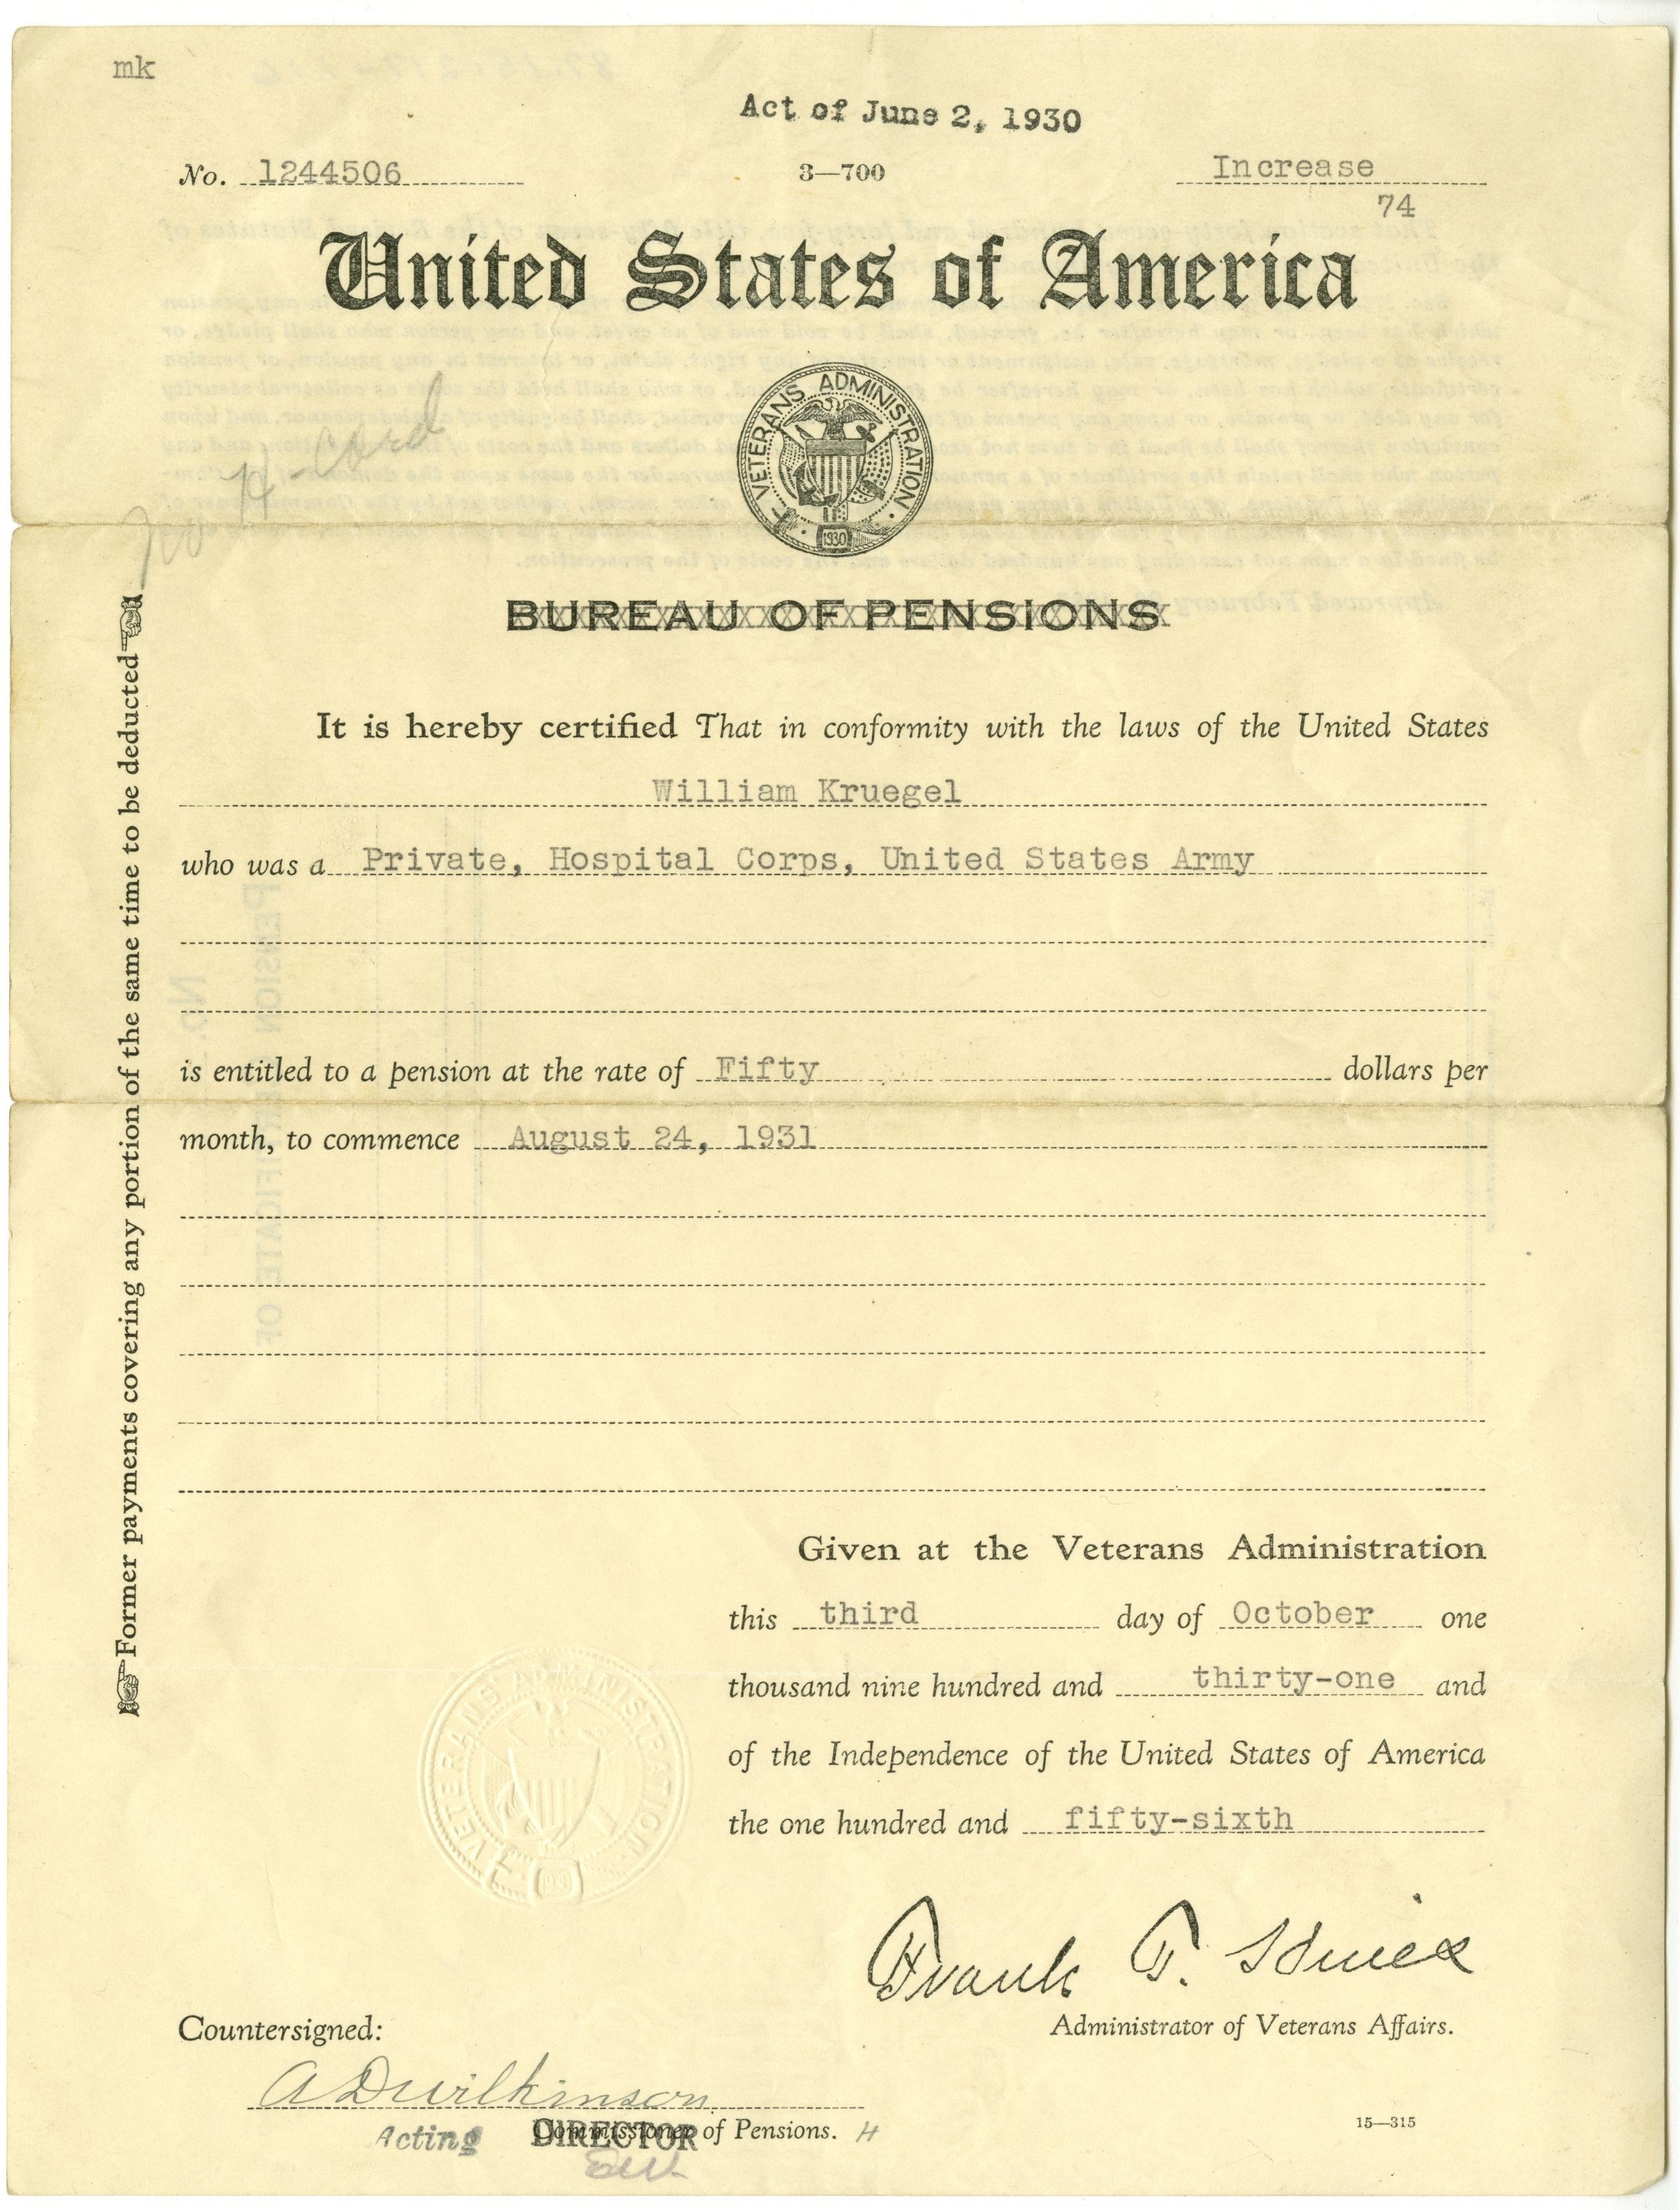 mk
Act of June 2, 1930
No. 1244506 3—700 Increase
74
United States of America
card
VETERANS ADMINISTRATION
1930
BUREAU OF PENSIONS
It is hereby certified That in conformity with the laws of the United States
William Kruegel
who was a Private, Hospital Corps, United States Army
is entitled to a pension at the rate of Fifty dollars per
month, to commence August 24, 1931
Former payments covering any portion of the same time to be deducted
Given at the Veterans Administration
this third day of October one
thousand nine hundred and thirty-one and
of the Independence of the United States of America
the one hundred and fifty-sixth
VETERANS ADMINISTRATION
Frank T. Hines
Administrator of Veterans Affairs.
Countersigned:
A D Wilkinson
Acting DIRECTOR Commissioner of Pensions. H
15—315